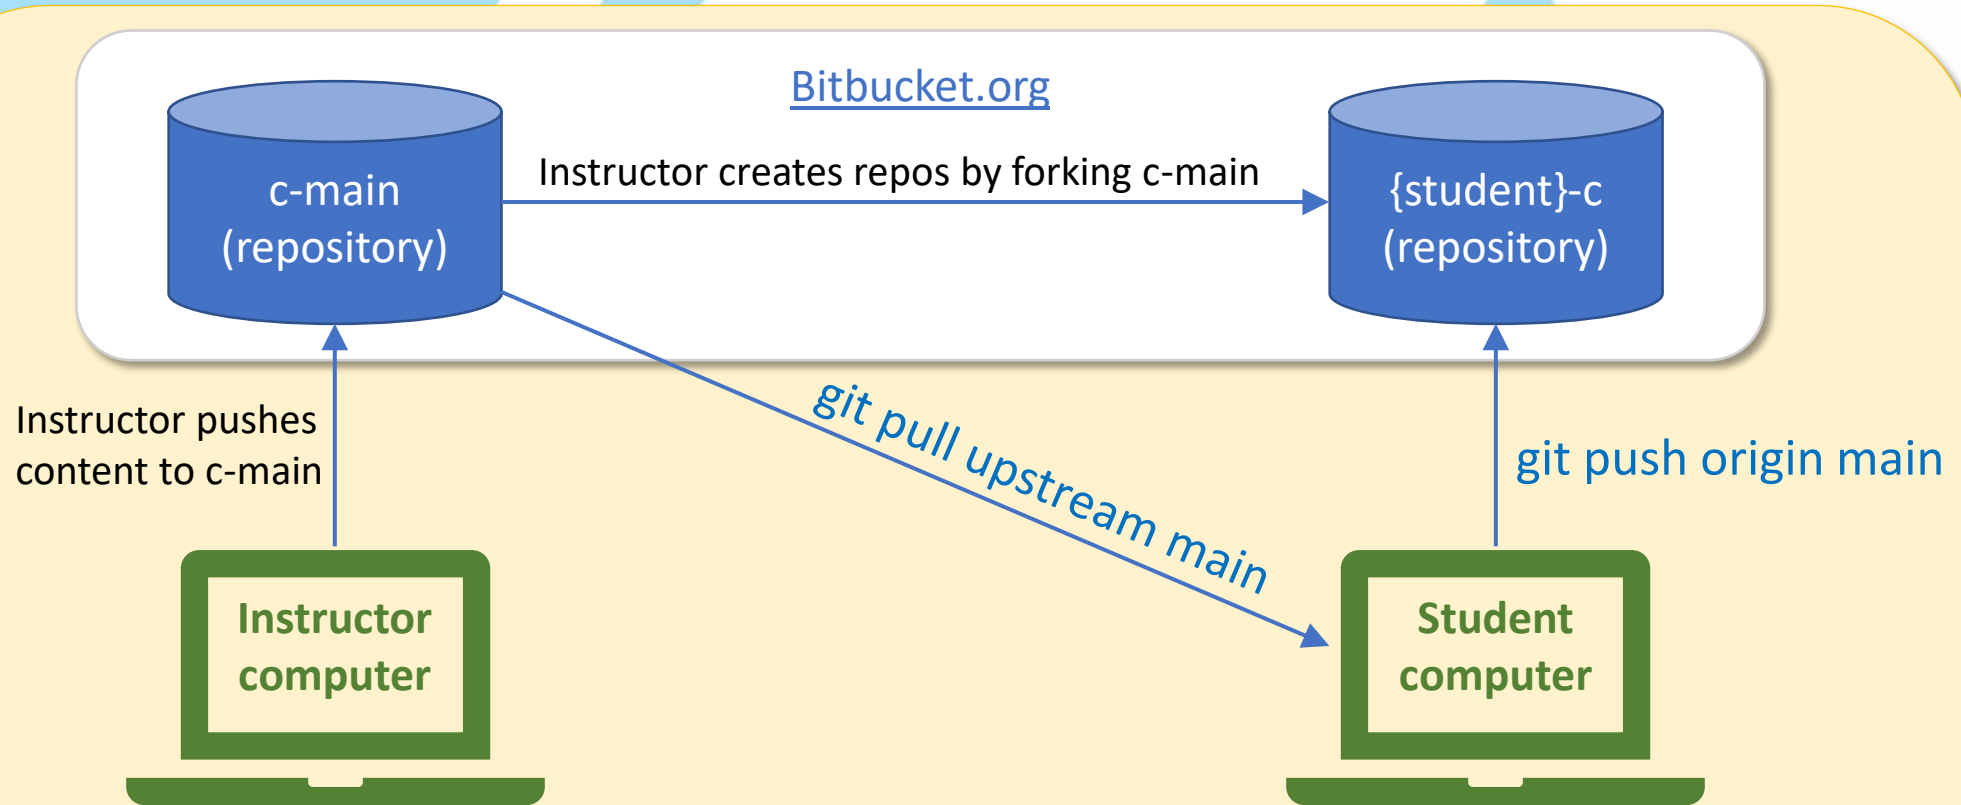 Bitbucket.org
Instructor creates repos by forking c-main
c-main
(repository)
{student}-c
(repository)
Instructor pushes
content to c-main
git pull upstream main
git push origin main
Instructor
computer
Student
computer